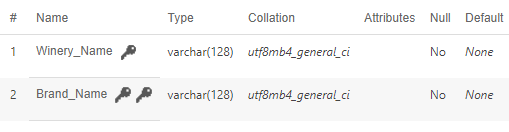 # Name Type Collation Attributes Null Default
1 Winery_Name varchar(128) utf8mb4_general_ci No None
2 Brand_Name varchar(128) utf8mb4_general_ci No None